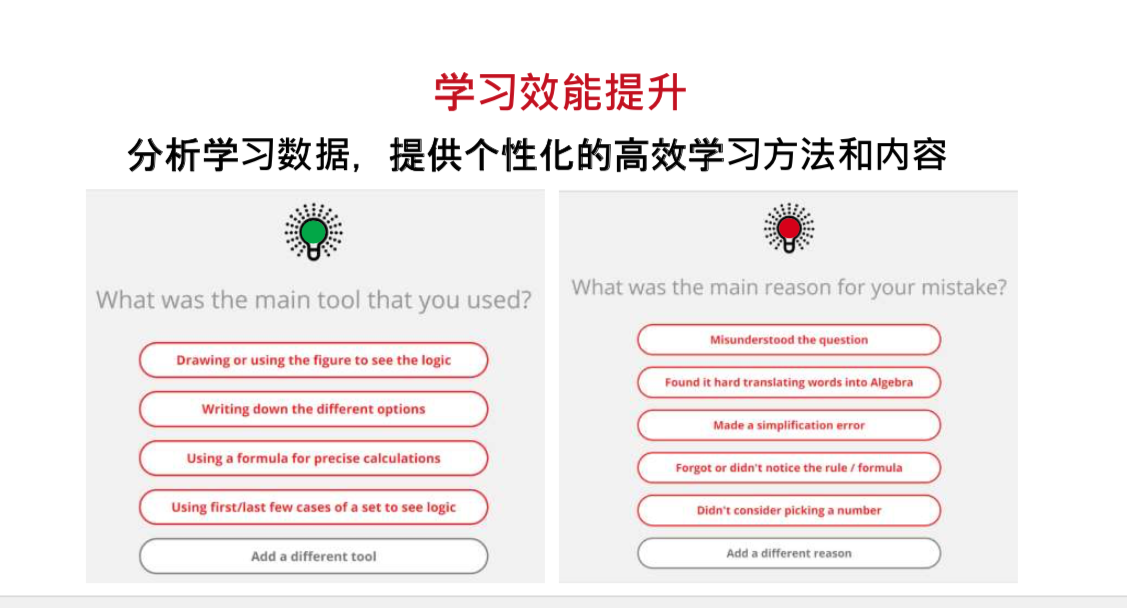 学习效能提升
分析学习数据，提供个性化的高效学习方法和内容
What was the main tool that you used?
Drawing or using the figure to see the logic
Writing down the different options
Using a formula for precise calculations
Using first/last few cases of a set to see logic
Add a different tool
What was the main reason for your mistake?
Misunderstood the question
Found it hard translating words into Algebra
Made a simplification error
Forgot or didn't notice the rule / formula
Didn't consider picking a number
Add a different reason